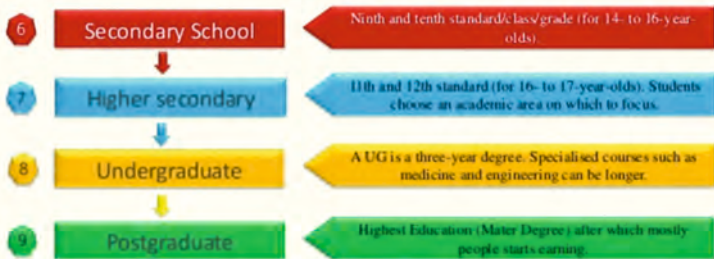 6
Secondary School
Ninth and tenth standard/class/grade (for 14- to 16-year-
olds).
7
Higher secondary
11th and 12th standard (for 16- to 17-year-olds). Students
choose an academic area on which to focus.
8
Undergraduate
A UG is a three-year degree. Specialised courses such as
medicine and engineering can be longer.
9
Postgraduate
Highest Education (Mater Degree) after which mostly
people starts earning.